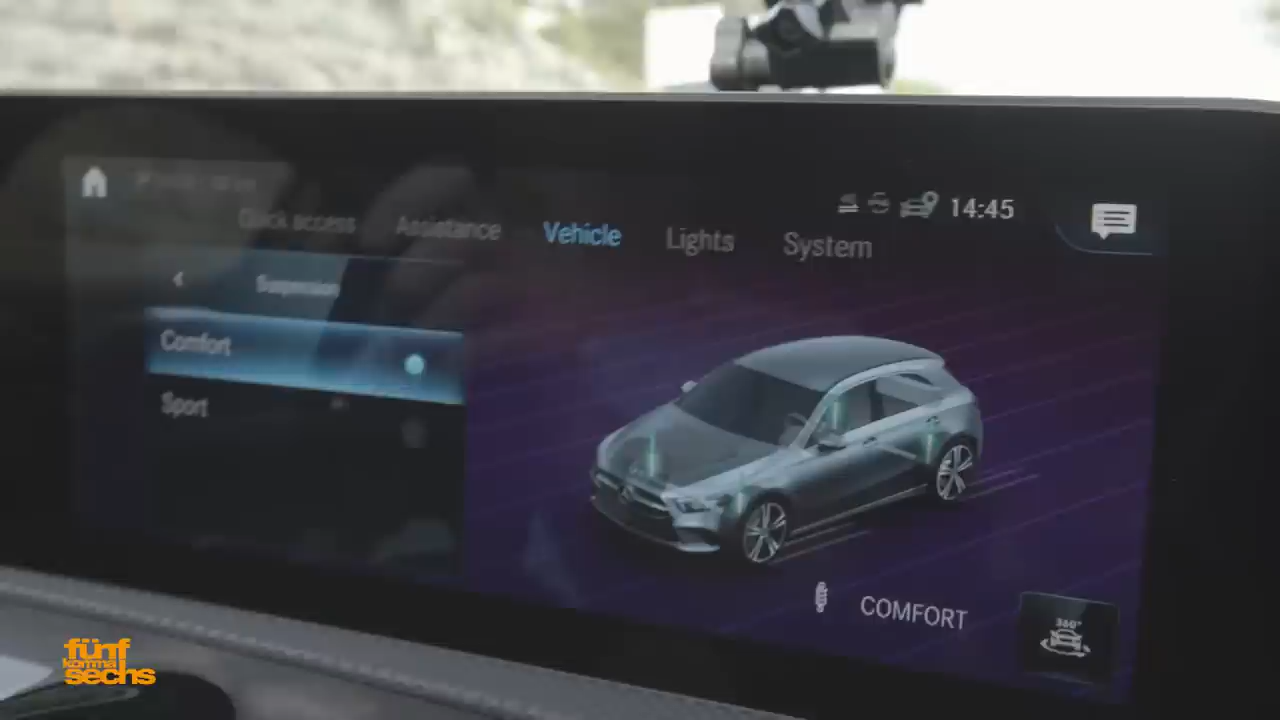 14:45
Quick access Assistance Vehicle Lights System
Suspension
Comfort
Sport
COMFORT
360°
fünf
komma
sechs